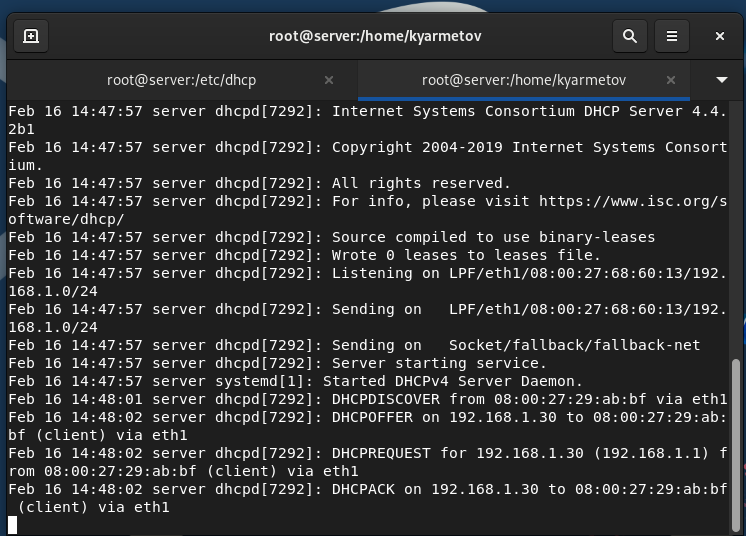 root@server:/home/kyarmetov
root@server:/etc/dhcp
root@server:/home/kyarmetov
Feb 16 14:47:57 server dhcpd[7292]: Internet Systems Consortium DHCP Server 4.4.
2b1
Feb 16 14:47:57 server dhcpd[7292]: Copyright 2004-2019 Internet Systems Consort
ium.
Feb 16 14:47:57 server dhcpd[7292]: All rights reserved.
Feb 16 14:47:57 server dhcpd[7292]: For info, please visit https://www.isc.org/s
oftware/dhcp/
Feb 16 14:47:57 server dhcpd[7292]: Source compiled to use binary-leases
Feb 16 14:47:57 server dhcpd[7292]: Wrote 0 leases to leases file.
Feb 16 14:47:57 server dhcpd[7292]: Listening on LPF/eth1/08:00:27:68:60:13/192.
168.1.0/24
Feb 16 14:47:57 server dhcpd[7292]: Sending on   LPF/eth1/08:00:27:68:60:13/192.
168.1.0/24
Feb 16 14:47:57 server dhcpd[7292]: Sending on   Socket/fallback/fallback-net
Feb 16 14:47:57 server dhcpd[7292]: Server starting service.
Feb 16 14:47:57 server systemd[1]: Started DHCPv4 Server Daemon.
Feb 16 14:48:01 server dhcpd[7292]: DHCPDISCOVER from 08:00:27:29:ab:bf via eth1
Feb 16 14:48:02 server dhcpd[7292]: DHCPOFFER on 192.168.1.30 to 08:00:27:29:ab:
bf (client) via eth1
Feb 16 14:48:02 server dhcpd[7292]: DHCPREQUEST for 192.168.1.30 (192.168.1.1) f
rom 08:00:27:29:ab:bf (client) via eth1
Feb 16 14:48:02 server dhcpd[7292]: DHCPACK on 192.168.1.30 to 08:00:27:29:ab:bf
 (client) via eth1